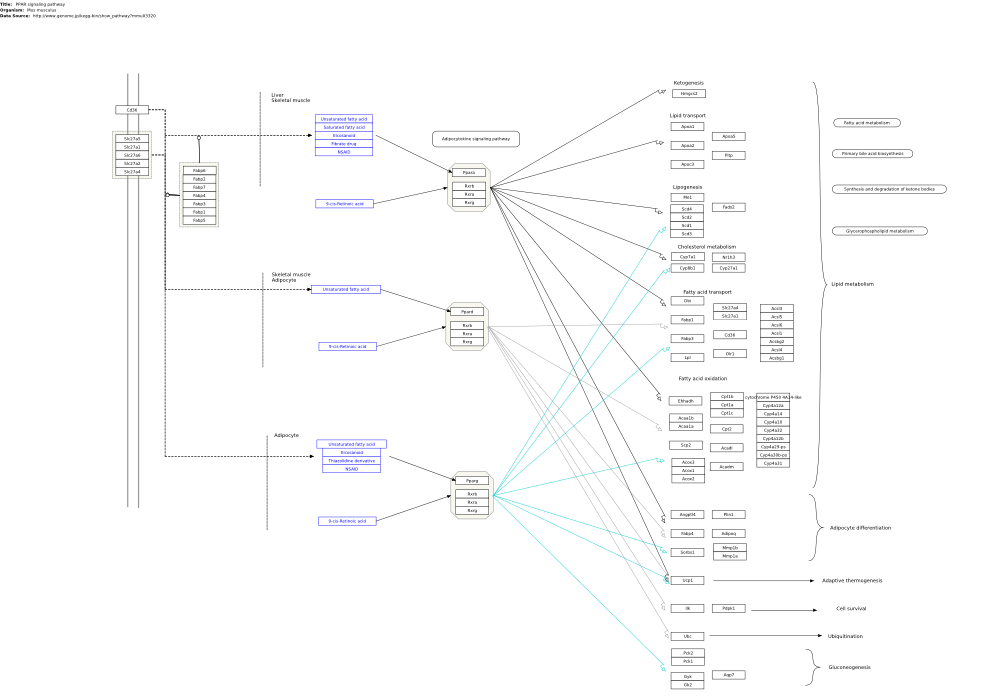 Title: PPAR signaling pathway
Organism: Mus musculus
Data Source: http://www.genome.jp/kegg-bin/show_pathway?mmu03320
Cd36
Slc27a5
Slc27a1
Slc27a6
Slc27a2
Slc27a4
Fabp6
Fabp2
Fabp7
Fabp4
Fabp3
Fabp1
Fabp5
Liver
Skeletal muscle
Unsaturated fatty acid
Saturated fatty acid
Eicosanoid
Fibrate drug
NSAID
9-cis-Retinoic acid
Adipocytokine signaling pathway
Ppara
Rxrb
Rxra
Rxrg
Skeletal muscle
Adipocyte
Unsaturated fatty acid
9-cis-Retinoic acid
Ppard
Rxrb
Rxra
Rxrg
Adipocyte
Unsaturated fatty acid
Eicosanoid
Thiazolidine derivative
NSAID
9-cis-Retinoic acid
Pparg
Rxrb
Rxra
Rxrg
Ketogenesis
Hmgcs2
Lipid transport
Apoa1
Apoa5
Apoa2
Pltp
Apoc3
Lipogenesis
Me1
Fads2
Scd4
Scd2
Scd1
Scd3
Cholesterol metabolism
Cyp7a1
Nr1h3
Cyp8b1
Cyp27a1
Fatty acid transport
Dbi
Slc27a4
Slc27a1
Fabp1
Cd36
Fabp3
Olr1
Lpl
Acsl3
Acsl5
Acsl6
Acsl1
Acsbg2
Acsl4
Acsbg1
Fatty acid oxidation
Ehhadh
Cpt1b
Cpt1a
Cpt1c
Acaa1b
Acaa1a
Cpt2
Scp2
Acadl
Acox3
Acox1
Acox2
Acadm
cytochrome P450 4A14-like
Cyp4a12a
Cyp4a14
Cyp4a10
Cyp4a32
Cyp4a12b
Cyp4a29-ps
Cyp4a30b-ps
Cyp4a31
Fatty acid metabolism
Primary bile acid biosynthesis
Synthesis and degradation of ketone bodies
Glycerophospholipid metabolism
Lipid metabolism
Angptl4
Plin1
Fabp4
Adipoq
Sorbs1
Mmp1b
Mmp1a
Adipocyte differentiation
Ucp1
Adaptive thermogenesis
Ilk
Pdpk1
Cell survival
Ubc
Ubiquitination
Pck2
Pck1
Gyk
Gk2
Aqp7
Gluconeogenesis